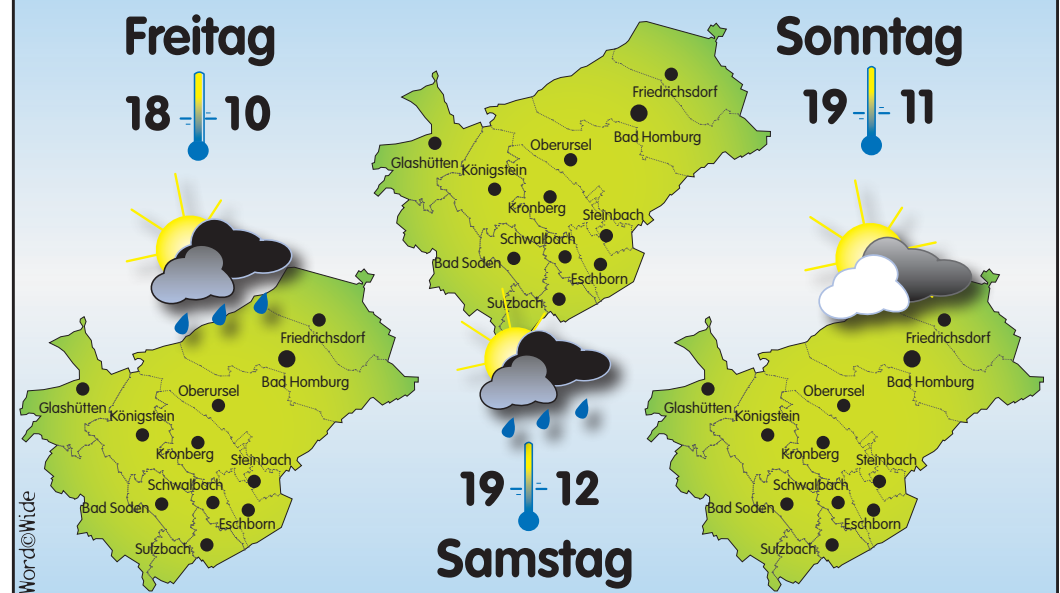 Freitag
18 10
Friedrichsdorf
Bad Homburg
Oberursel
Glashütten
Königstein
Kronberg
Steinbach
Schwalbach
Bad Soden
Eschborn
Sulzbach
Friedrichsdorf
Bad Homburg
Oberursel
Glashütten
Königstein
Kronberg
Steinbach
Schwalbach
Bad Soden
Eschborn
Sulzbach
19 12
Samstag
Sonntag
19 11
Friedrichsdorf
Bad Homburg
Oberursel
Glashütten
Königstein
Kronberg
Steinbach
Schwalbach
Bad Soden
Eschborn
Sulzbach
Word©Wide